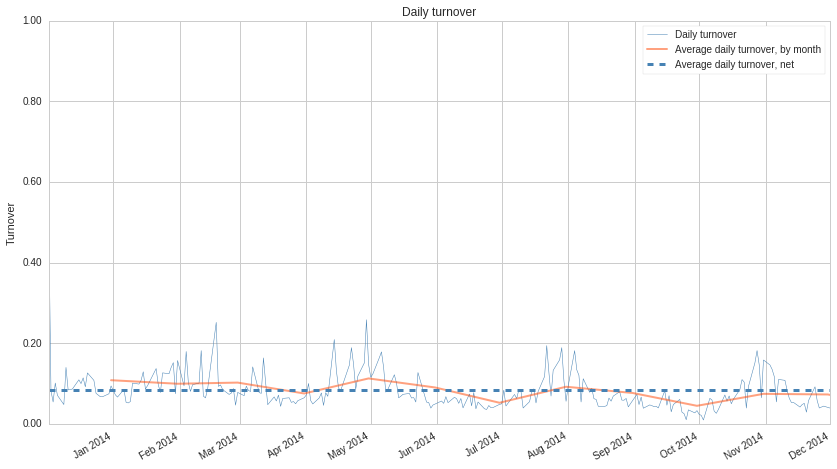 Daily turnover
1.00
0.80
0.60
0.40
0.20
0.00
Turnover
Daily turnover
Average daily turnover, by month
Average daily turnover, net
Jan 2014
Feb 2014
Mar 2014
Apr 2014
May 2014
Jun 2014
Jul 2014
Aug 2014
Sep 2014
Oct 2014
Nov 2014
Dec 2014